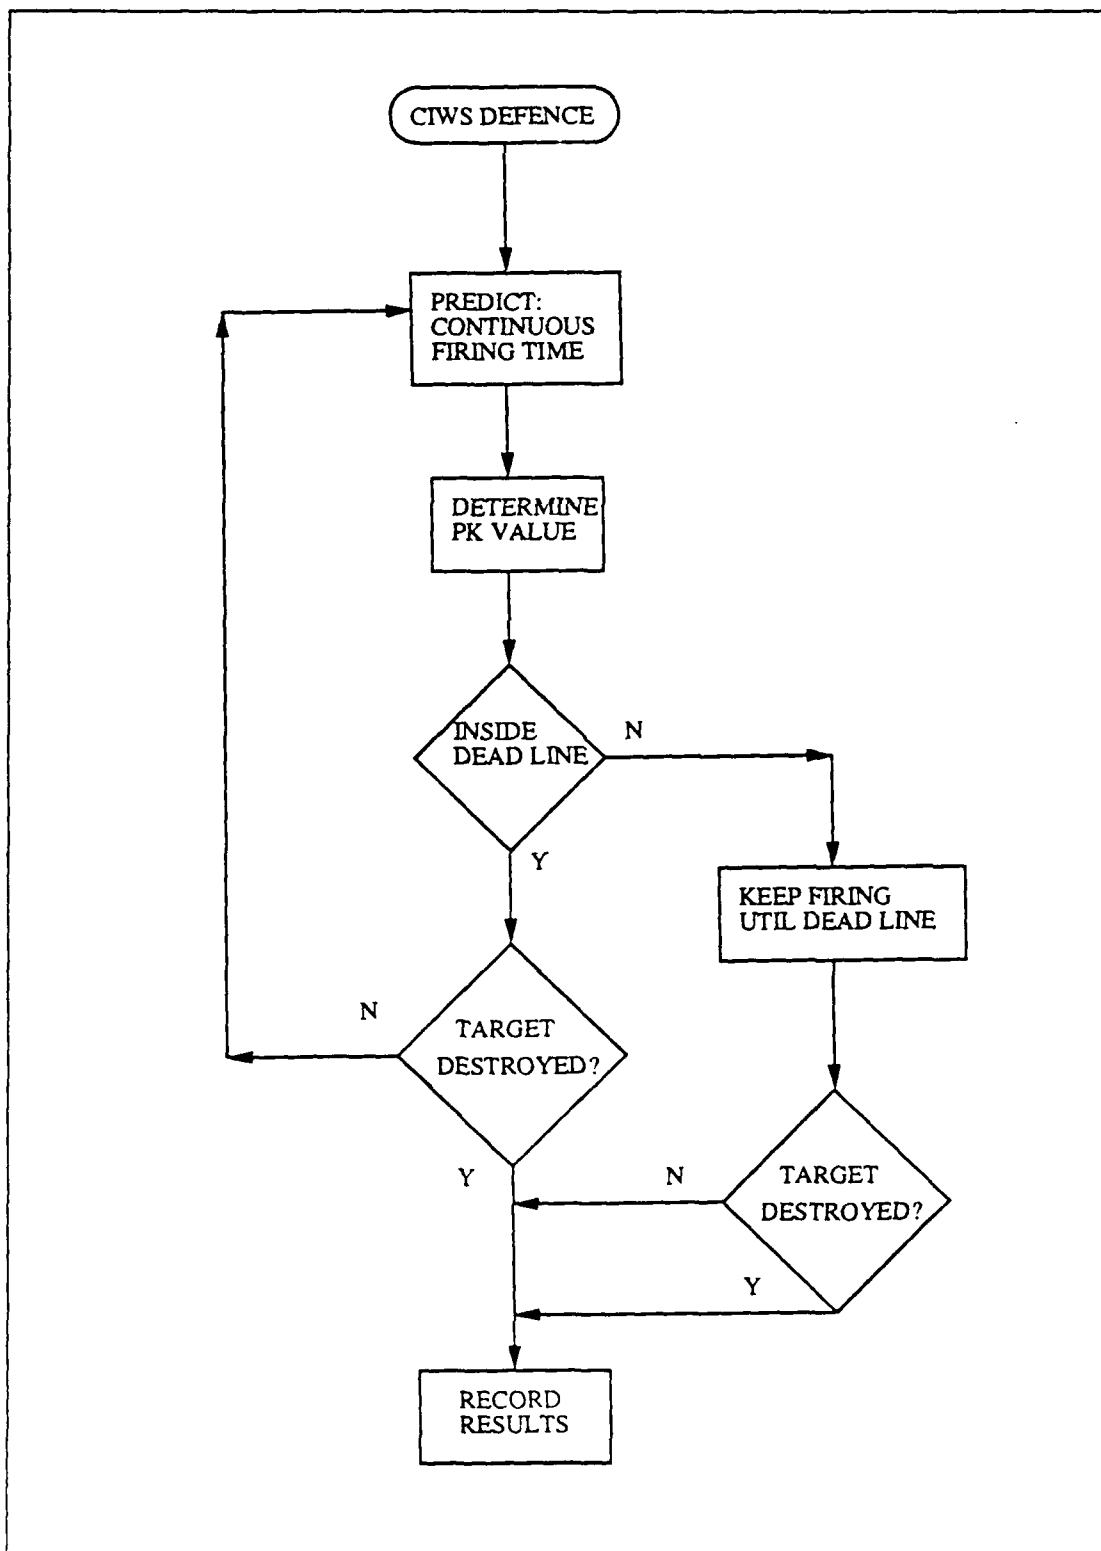 CIWS DEFENCE
PREDICT:
CONTINUOUS
FIRING TIME
DETERMINE
PK VALUE
INSIDE
DEAD LINE
N
Y
KEEP FIRING
UTIL DEAD LINE
N
TARGET
DESTROYED?
Y
N
TARGET
DESTROYED?
Y
RECORD
RESULTS